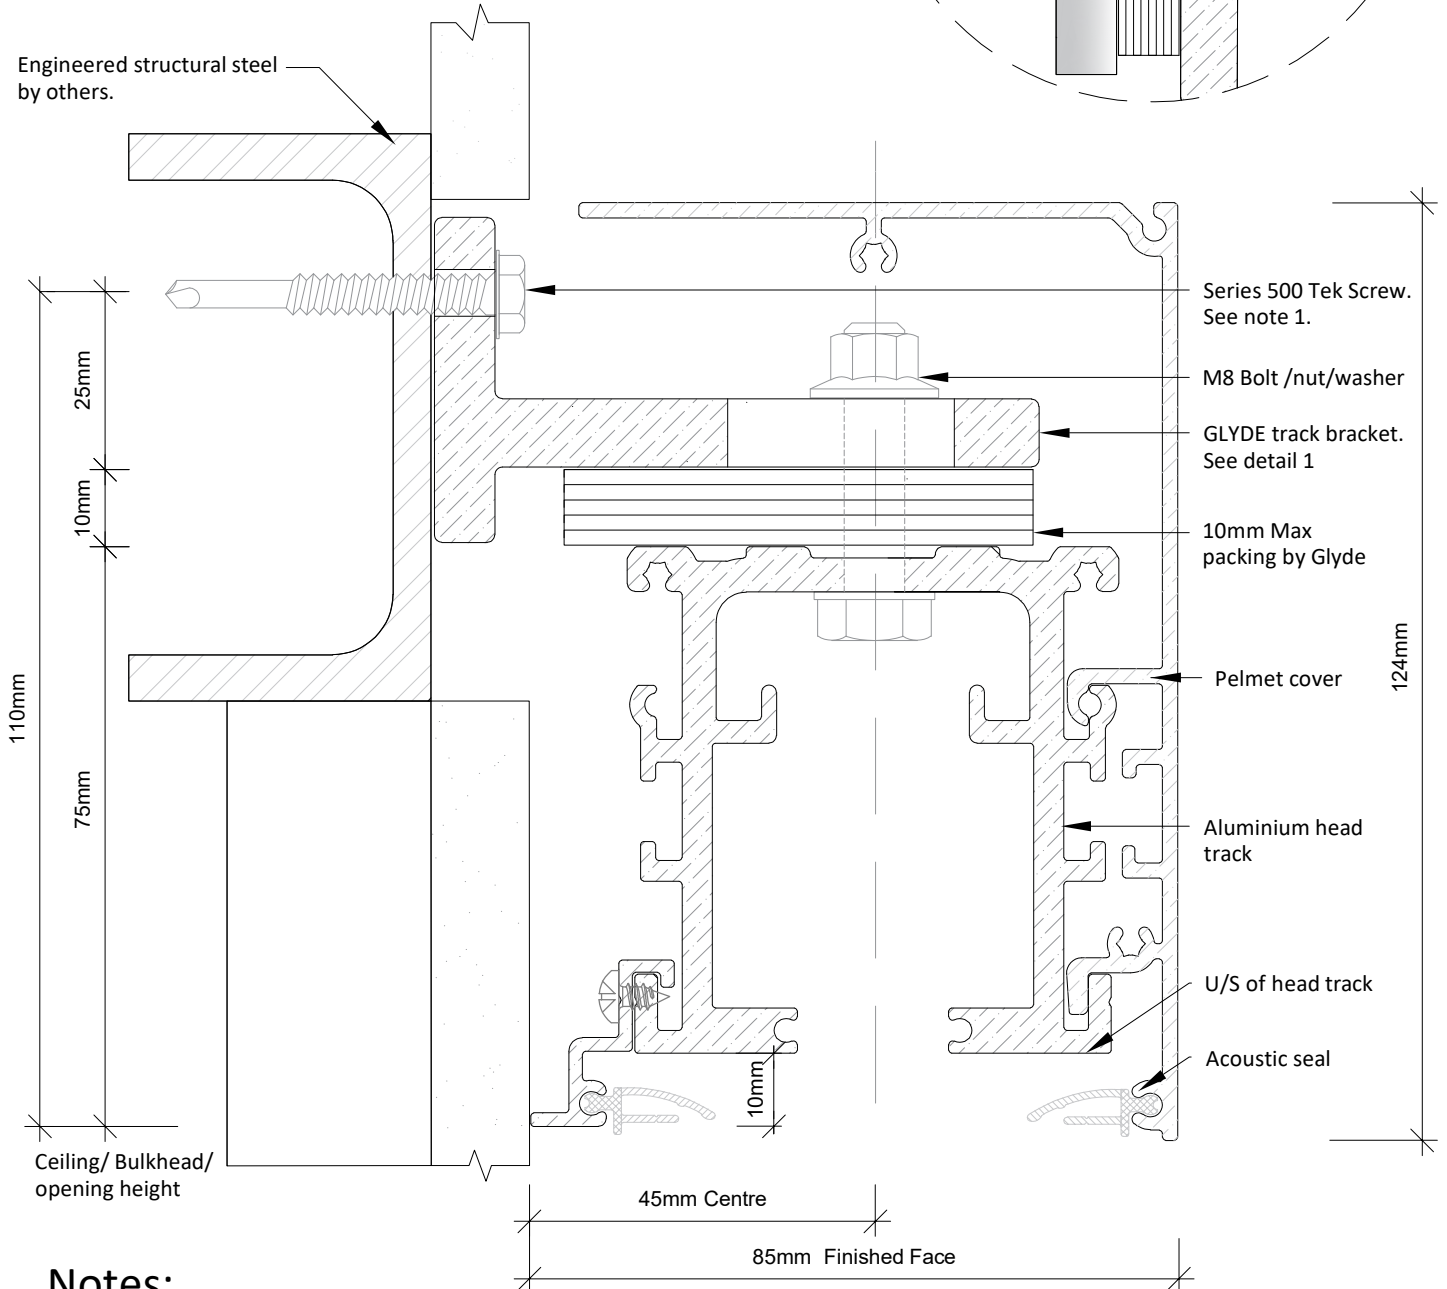 Engineered structural steel
by others.
Series 500 Tek Screw.
See note 1.
M8 Bolt /nut/washer
GLYDE track bracket.
See detail 1
10mm Max
packing by Glyde
Pelmet cover
Aluminium head
track
U/S of head track
Acoustic seal
25mm
10mm
110mm
75mm
124mm
10mm
Ceiling/ Bulkhead/
opening height
45mm Centre
85mm Finished Face
Notes: